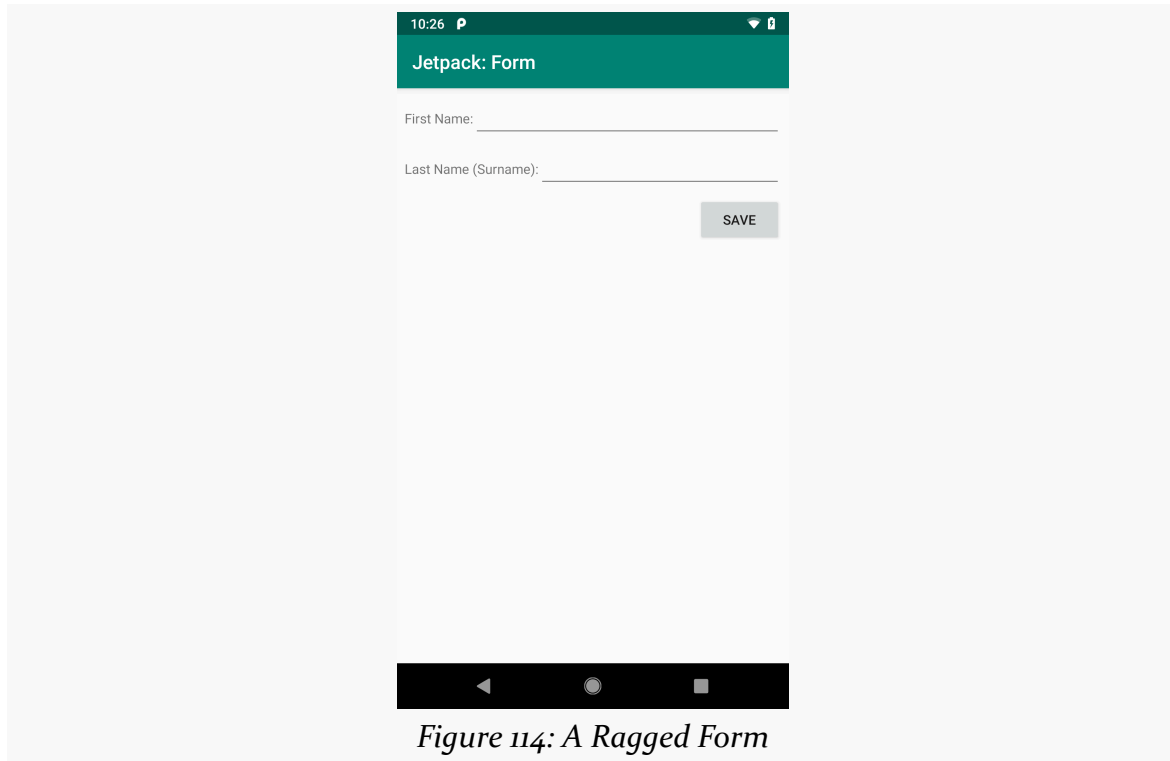 10:26
Jetpack: Form
First Name:
Last Name (Surname):
SAVE
Figure 114: A Ragged Form